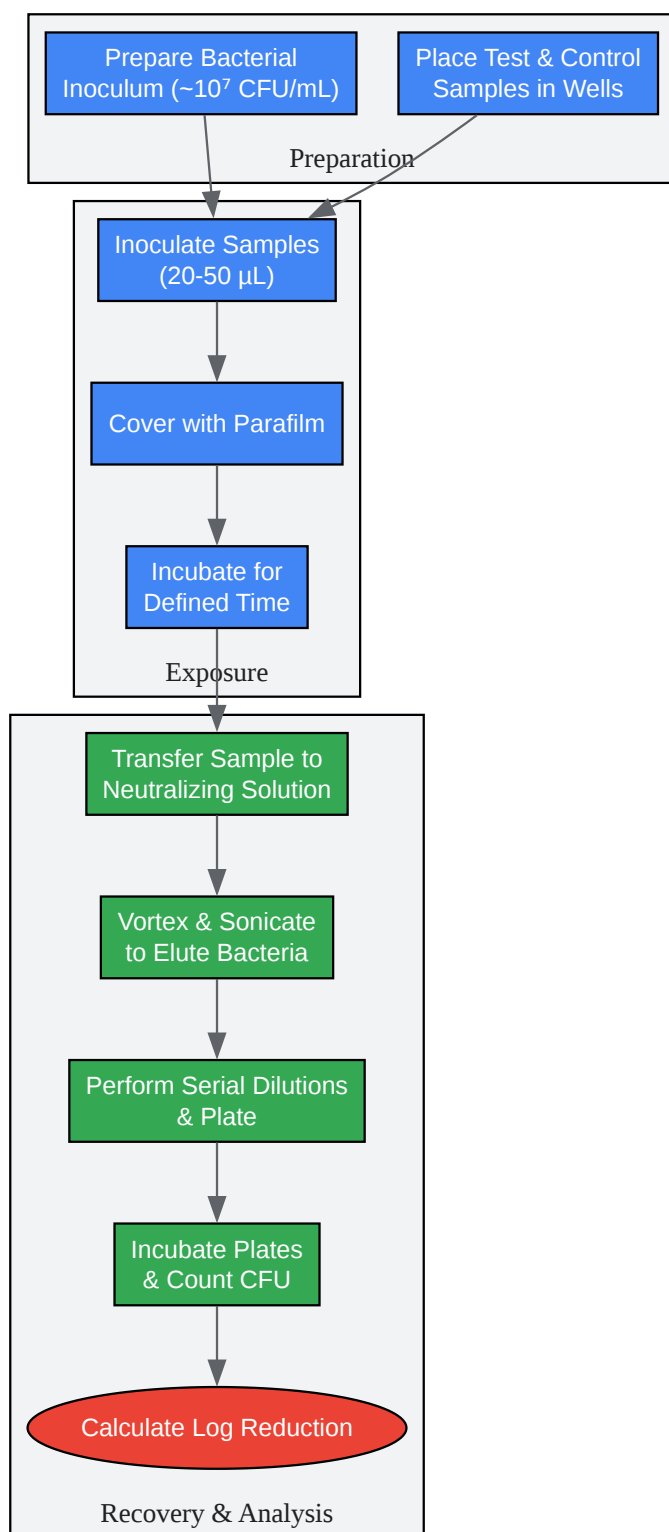 Prepare Bacterial
Inoculum (~10⁷ CFU/mL)
Place Test & Control
Samples in Wells
Preparation
Inoculate Samples
(20-50 µL)
Cover with Parafilm
Incubate for
Defined Time
Exposure
Transfer Sample to
Neutralizing Solution
Vortex & Sonicate
to Elute Bacteria
Perform Serial Dilutions
& Plate
Incubate Plates
& Count CFU
Calculate Log Reduction
Recovery & Analysis